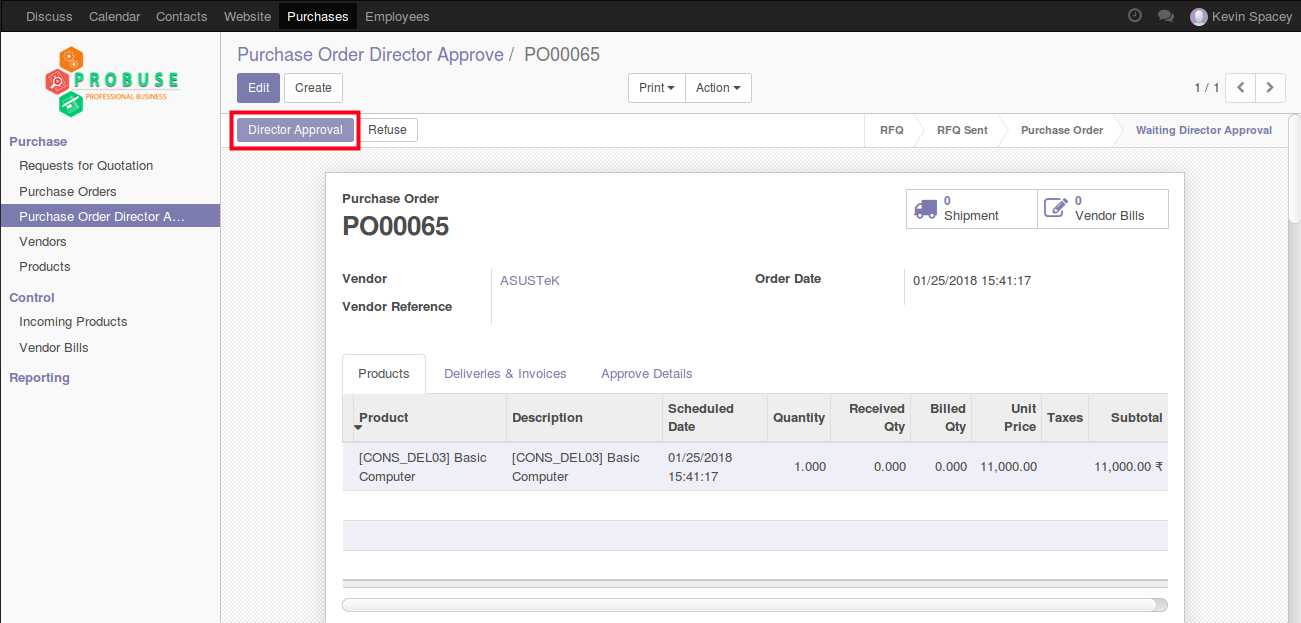 Discuss Calendar Contacts Website Purchases Employees Kevin Spacey
PROBUSE
PROFESSIONAL BUSINESS
Purchase
Requests for Quotation
Purchase Orders
Purchase Order Director A...
Vendors
Products
Control
Incoming Products
Vendor Bills
Reporting
Purchase Order Director Approve / PO00065
Edit Create Print Action 1 / 1
Director Approval Refuse RFQ RFQ Sent Purchase Order Waiting Director Approval
Purchase Order
PO00065
0
Shipment
0
Vendor Bills
Vendor ASUSTeK Order Date 01/25/2018 15:41:17
Vendor Reference
Products Deliveries & Invoices Approve Details
Product Description Scheduled Date Quantity Received Qty Billed Qty Unit Price Taxes Subtotal
[CONS_DEL03] Basic Computer [CONS_DEL03] Basic Computer 01/25/2018 15:41:17 1.000 0.000 0.000 11,000.00 11,000.00 ₹